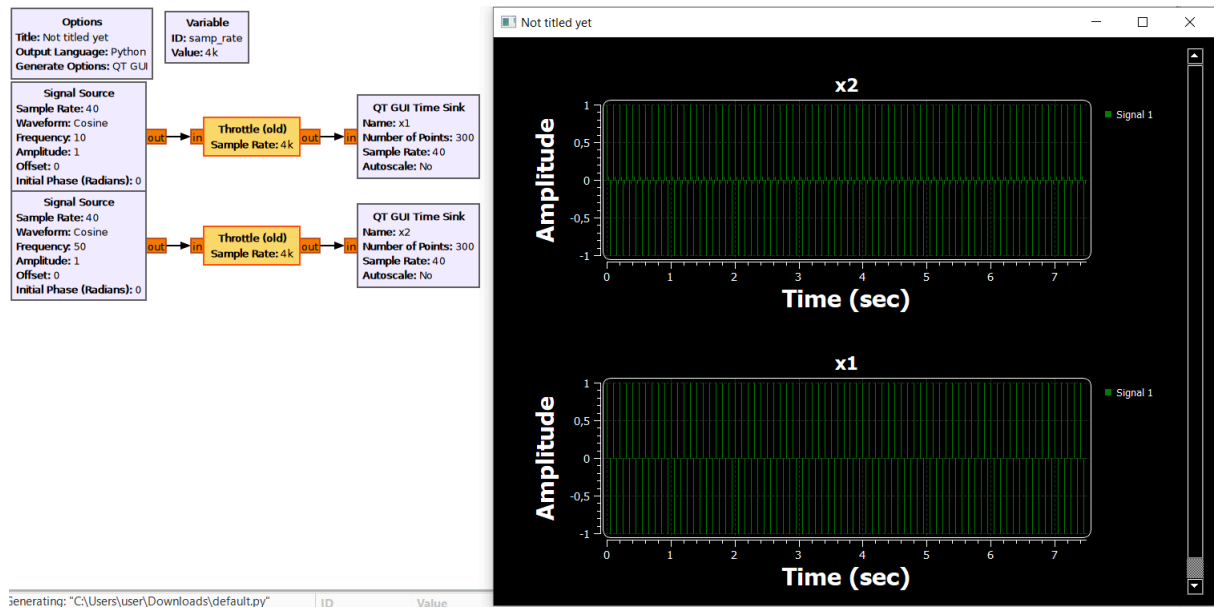 Options
Title: Not titled yet
Output Language: Python
Generate Options: QT GUI
Variable
ID: samp_rate
Value: 4k
Signal Source
Sample Rate: 40
Waveform: Cosine
Frequency: 10
Amplitude: 1
Offset: 0
Initial Phase (Radians): 0
out
in
Throttle (old)
Sample Rate: 4k
out
in
QT GUI Time Sink
Name: x1
Number of Points: 300
Sample Rate: 40
Autoscale: No
Signal Source
Sample Rate: 40
Waveform: Cosine
Frequency: 50
Amplitude: 1
Offset: 0
Initial Phase (Radians): 0
out
in
Throttle (old)
Sample Rate: 4k
out
in
QT GUI Time Sink
Name: x2
Number of Points: 300
Sample Rate: 40
Autoscale: No
Generating: "C:\Users\user\Downloads\default.py"
ID Value
Not titled yet
x2
Amplitude
1
0,5
0
-0,5
-1
0 1 2 3 4 5 6 7
Time (sec)
Signal 1
x1
Amplitude
1
0,5
0
-0,5
-1
0 1 2 3 4 5 6 7
Time (sec)
Signal 1